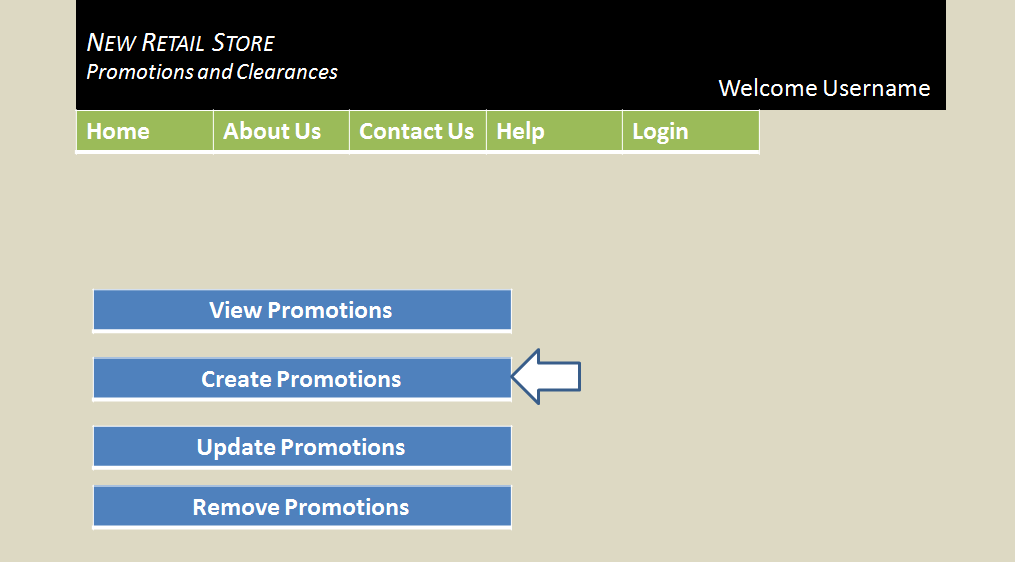 NEW RETAIL STORE
Promotions and Clearances
Welcome Username
Home About Us Contact Us Help Login
View Promotions
Create Promotions
Update Promotions
Remove Promotions